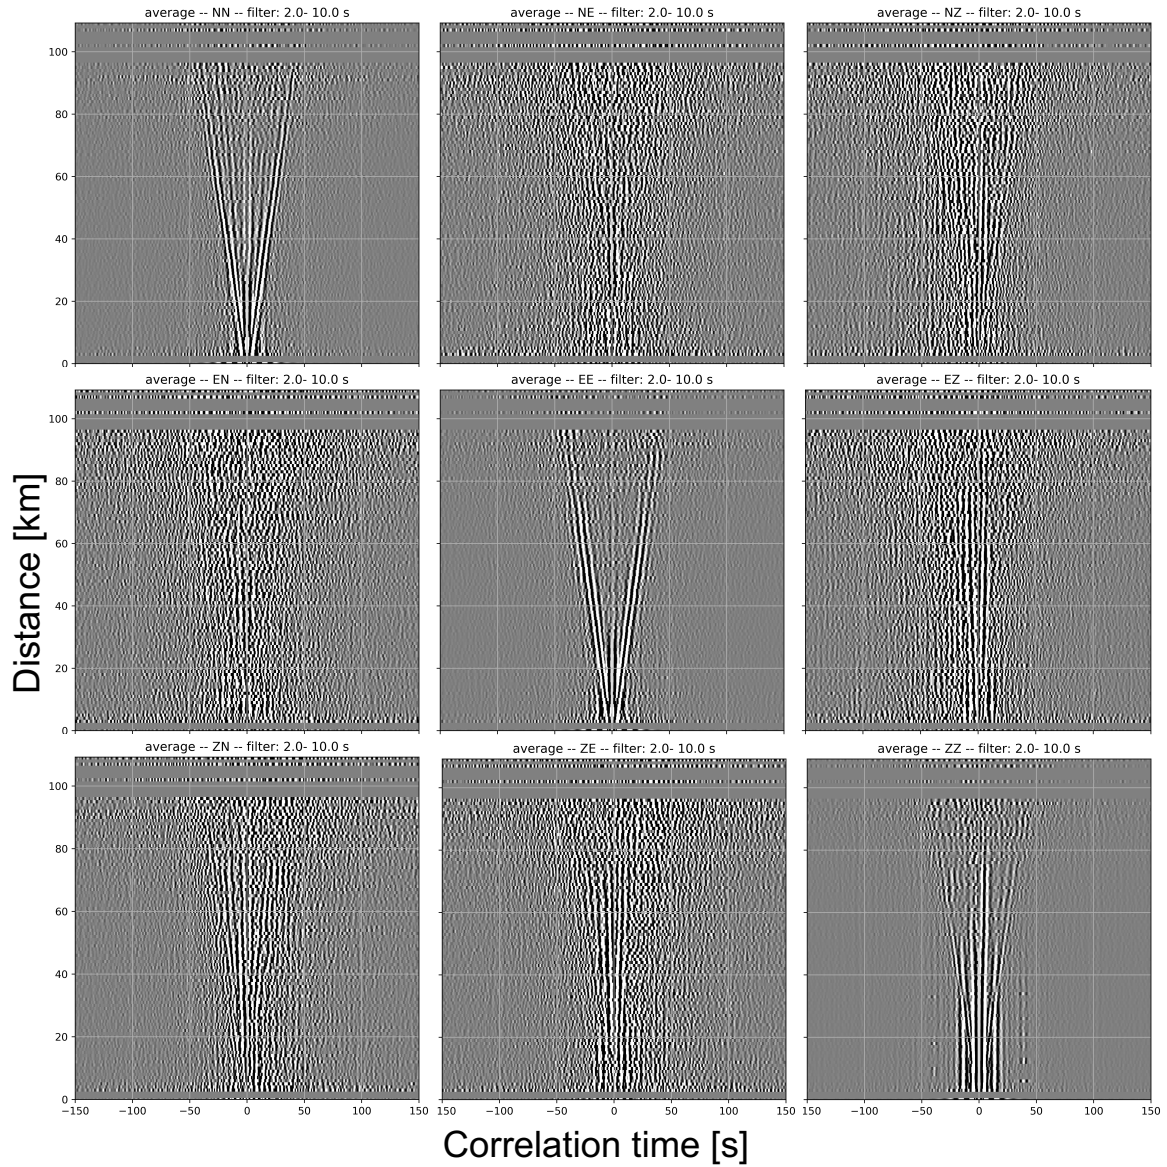 average -- NN -- filter: 2.0- 10.0 s
average -- NE -- filter: 2.0- 10.0 s
average -- NZ -- filter: 2.0- 10.0 s
100
80
60
40
20
0
average -- EN -- filter: 2.0- 10.0 s
average -- EE -- filter: 2.0- 10.0 s
average -- EZ -- filter: 2.0- 10.0 s
100
80
60
40
20
0
Distance [km]
average -- ZN -- filter: 2.0- 10.0 s
average -- ZE -- filter: 2.0- 10.0 s
average -- ZZ -- filter: 2.0- 10.0 s
100
80
60
40
20
0
−150 −100 −50 0 50 100 150 −100 −50 0 50 100 150 −100 −50 0 50 100 150
Correlation time [s]